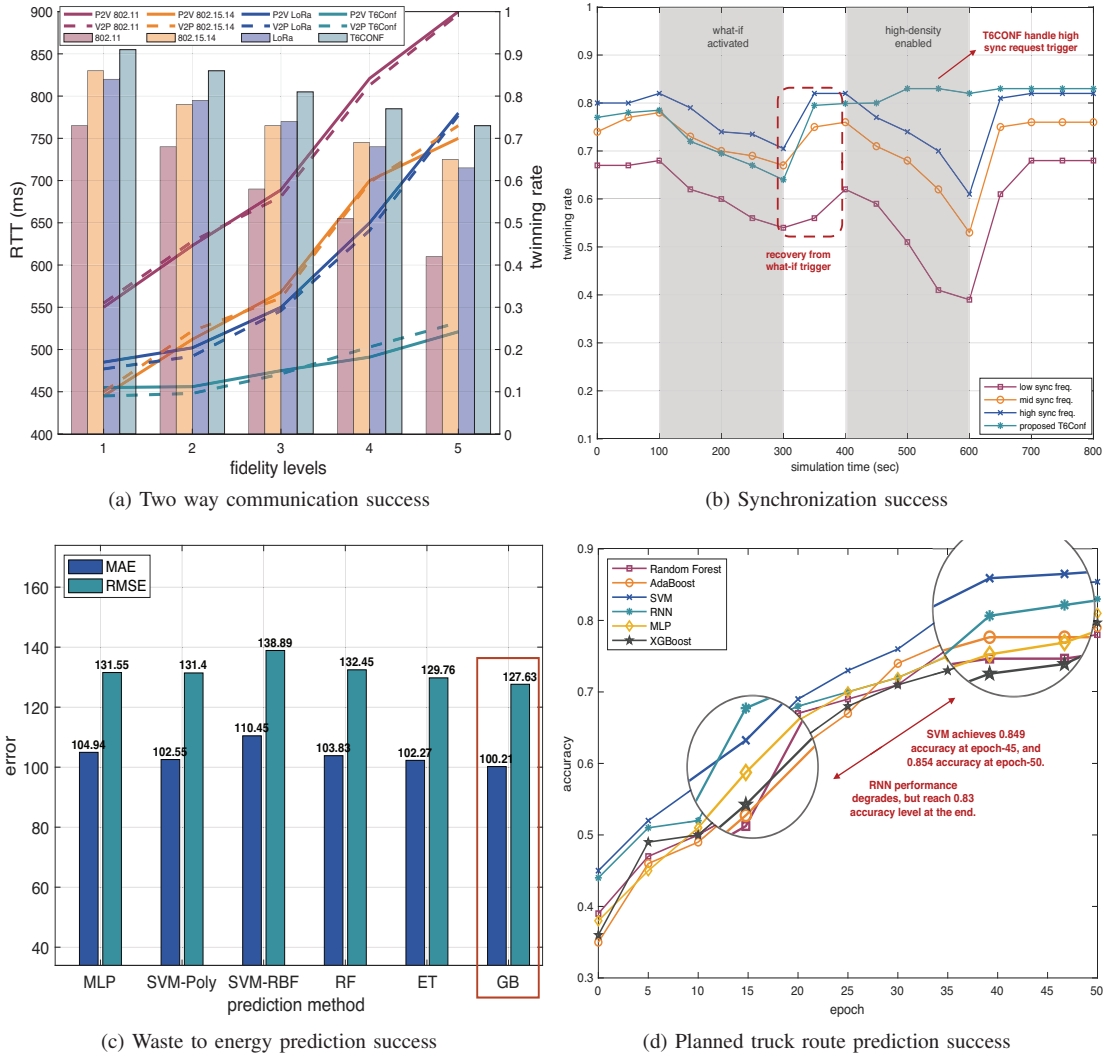 P2V 802.11 P2V 802.15.14 P2V LoRa P2V T6Conf
V2P 802.11 V2P 802.15.14 V2P LoRa V2P T6Conf
802.11 802.15.14 LoRa T6CONF
900
850
800
750
700
650
600
550
500
450
400
RTT (ms)
1
0.9
0.8
0.7
0.6
0.5
0.4
0.3
0.2
0.1
0
twinning rate
1 2 3 4 5
fidelity levels
(a) Two way communication success
1
0.9
0.8
0.7
0.6
0.5
0.4
0.3
0.2
0.1
twinning rate
what-if
activated
high-density
enabled
T6CONF handle high
sync request trigger
recovery from
what-if trigger
low sync freq.
mid sync freq.
high sync freq.
proposed T6Conf
0 100 200 300 400 500 600 700 800
simulation time (sec)
(b) Synchronization success
MAE
RMSE
160
140
120
100
80
60
40
error
104.94 131.55 102.55 131.4 110.45 138.89 103.83 132.45 102.27 129.76 100.21 127.63
MLP SVM-Poly SVM-RBF RF ET GB
prediction method
(c) Waste to energy prediction success
0.9
0.8
0.7
0.6
0.5
0.4
0.3
accuracy
Random Forest
AdaBoost
SVM
RNN
MLP
XGBoost
SVM achieves 0.849
accuracy at epoch-45, and
0.854 accuracy at epoch-50.
RNN performance
degrades, but reach 0.83
accuracy level at the end.
0 5 10 15 20 25 30 35 40 45 50
epoch
(d) Planned truck route prediction success